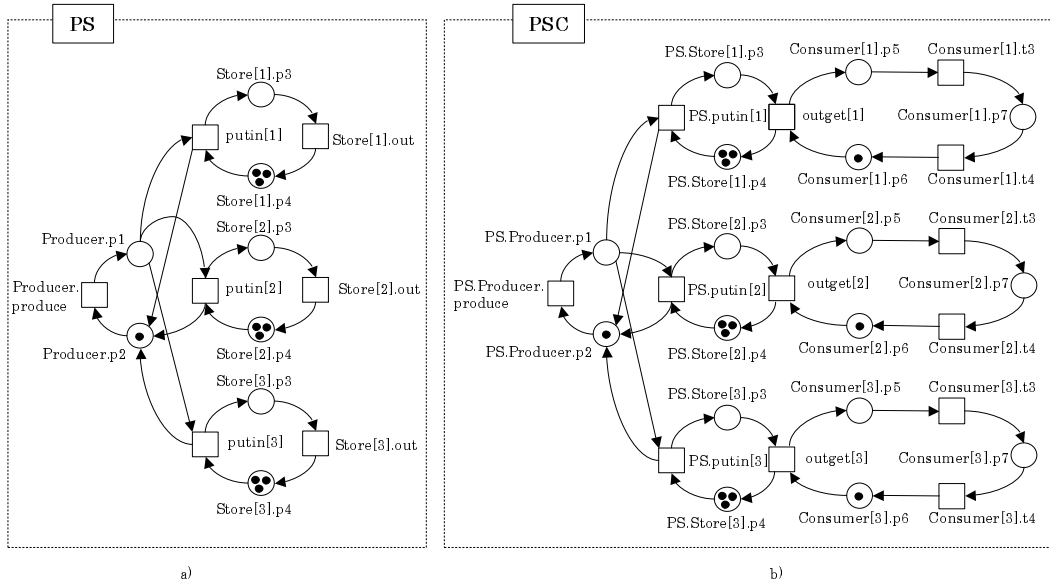 PS
Store[1].p3
putin[1]
Store[1].out
Store[1].p4
Producer.p1
Store[2].p3
Producer.
produce
putin[2]
Store[2].out
Producer.p2
Store[2].p4
Store[3].p3
putin[3]
Store[3].out
Store[3].p4
a)
PSC
PS.Store[1].p3
Consumer[1].p5
Consumer[1].t3
PS.putin[1]
outget[1]
Consumer[1].p7
PS.Store[1].p4
Consumer[1].p6
Consumer[1].t4
PS.Producer.p1
PS.Store[2].p3
Consumer[2].p5
Consumer[2].t3
PS.Producer.
produce
PS.putin[2]
outget[2]
Consumer[2].p7
PS.Producer.p2
PS.Store[2].p4
Consumer[2].p6
Consumer[2].t4
PS.Store[3].p3
Consumer[3].p5
Consumer[3].t3
PS.putin[3]
outget[3]
Consumer[3].p7
PS.Store[3].p4
Consumer[3].p6
Consumer[3].t4
b)